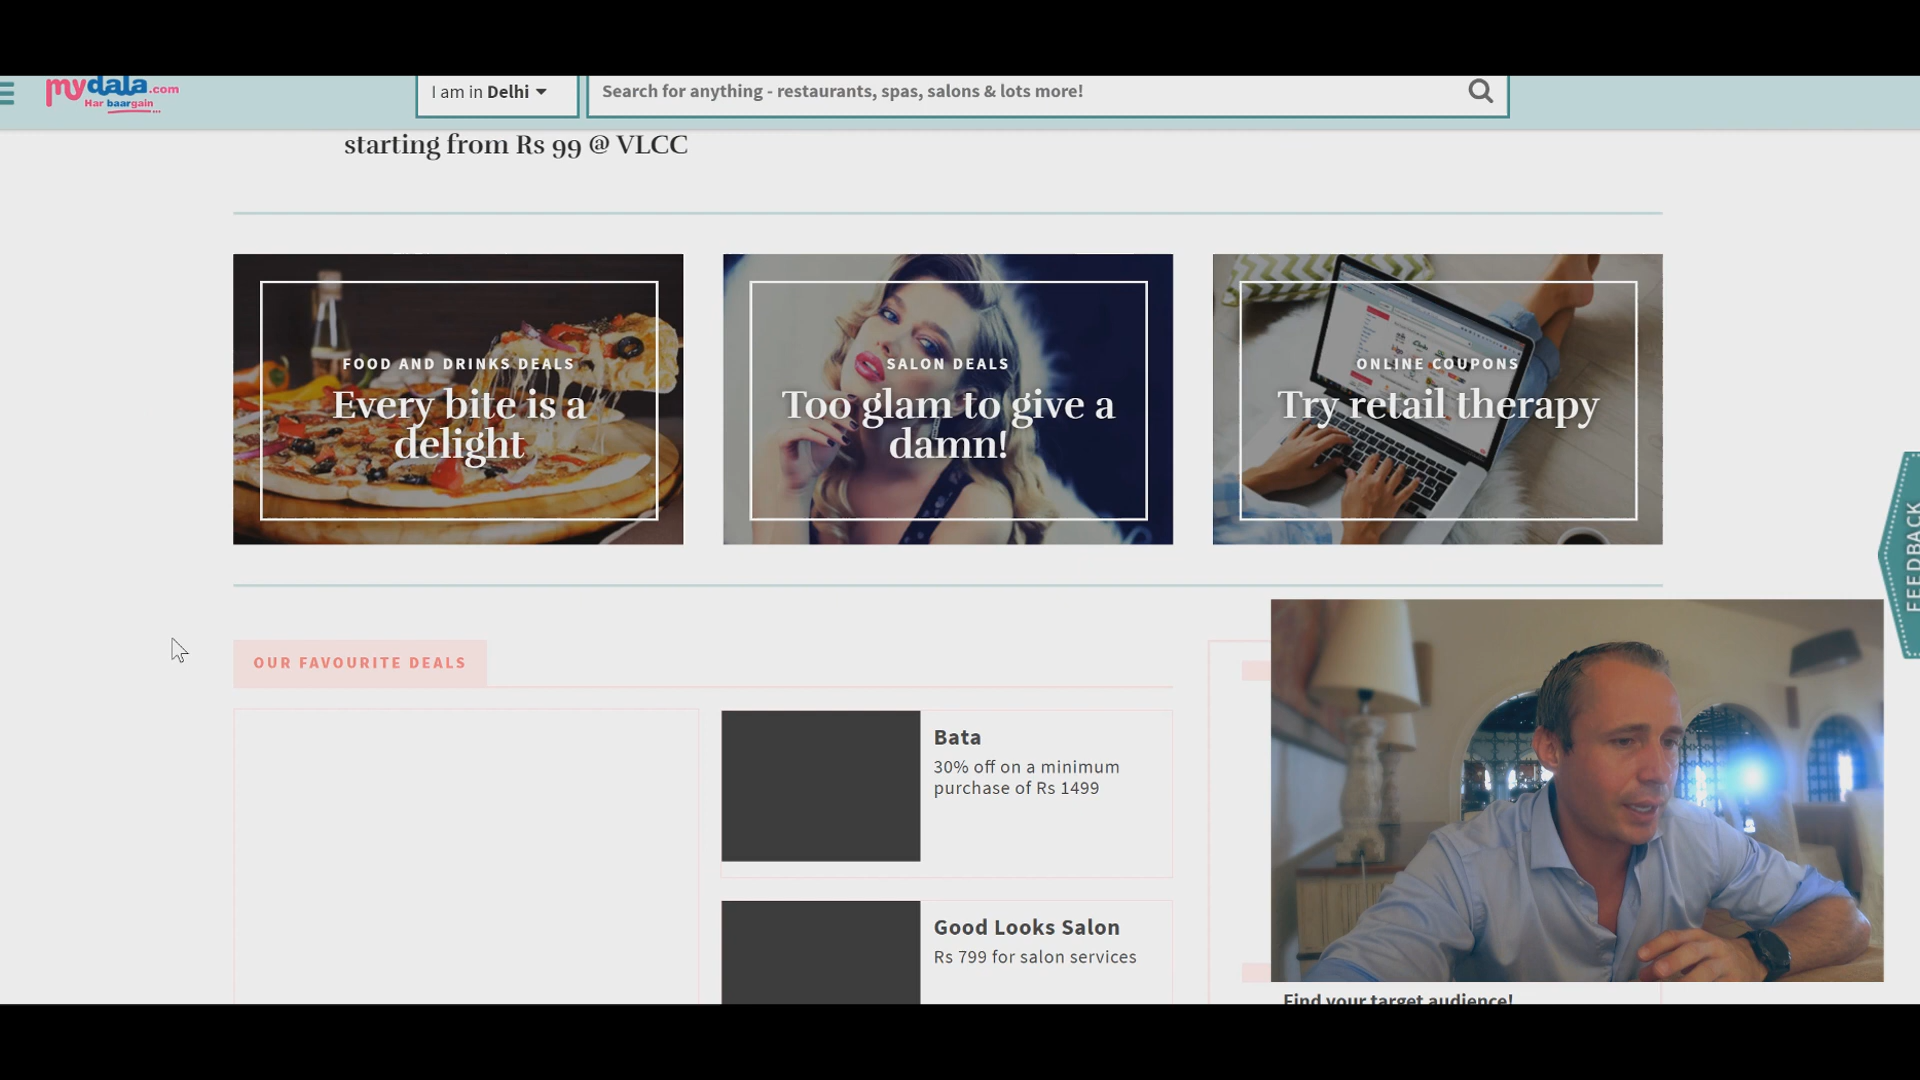 mydala.com
Har baargain...
I am in Delhi
Search for anything - restaurants, spas, salons & lots more!
starting from Rs 99 @ VLCC
FOOD AND DRINKS DEALS
Every bite is a
delight
SALON DEALS
Too glam to give a
damn!
ONLINE COUPONS
Try retail therapy
FEEDBACK
OUR FAVOURITE DEALS
Bata
30% off on a minimum
purchase of Rs 1499
Good Looks Salon
Rs 799 for salon services
Find your target audience!